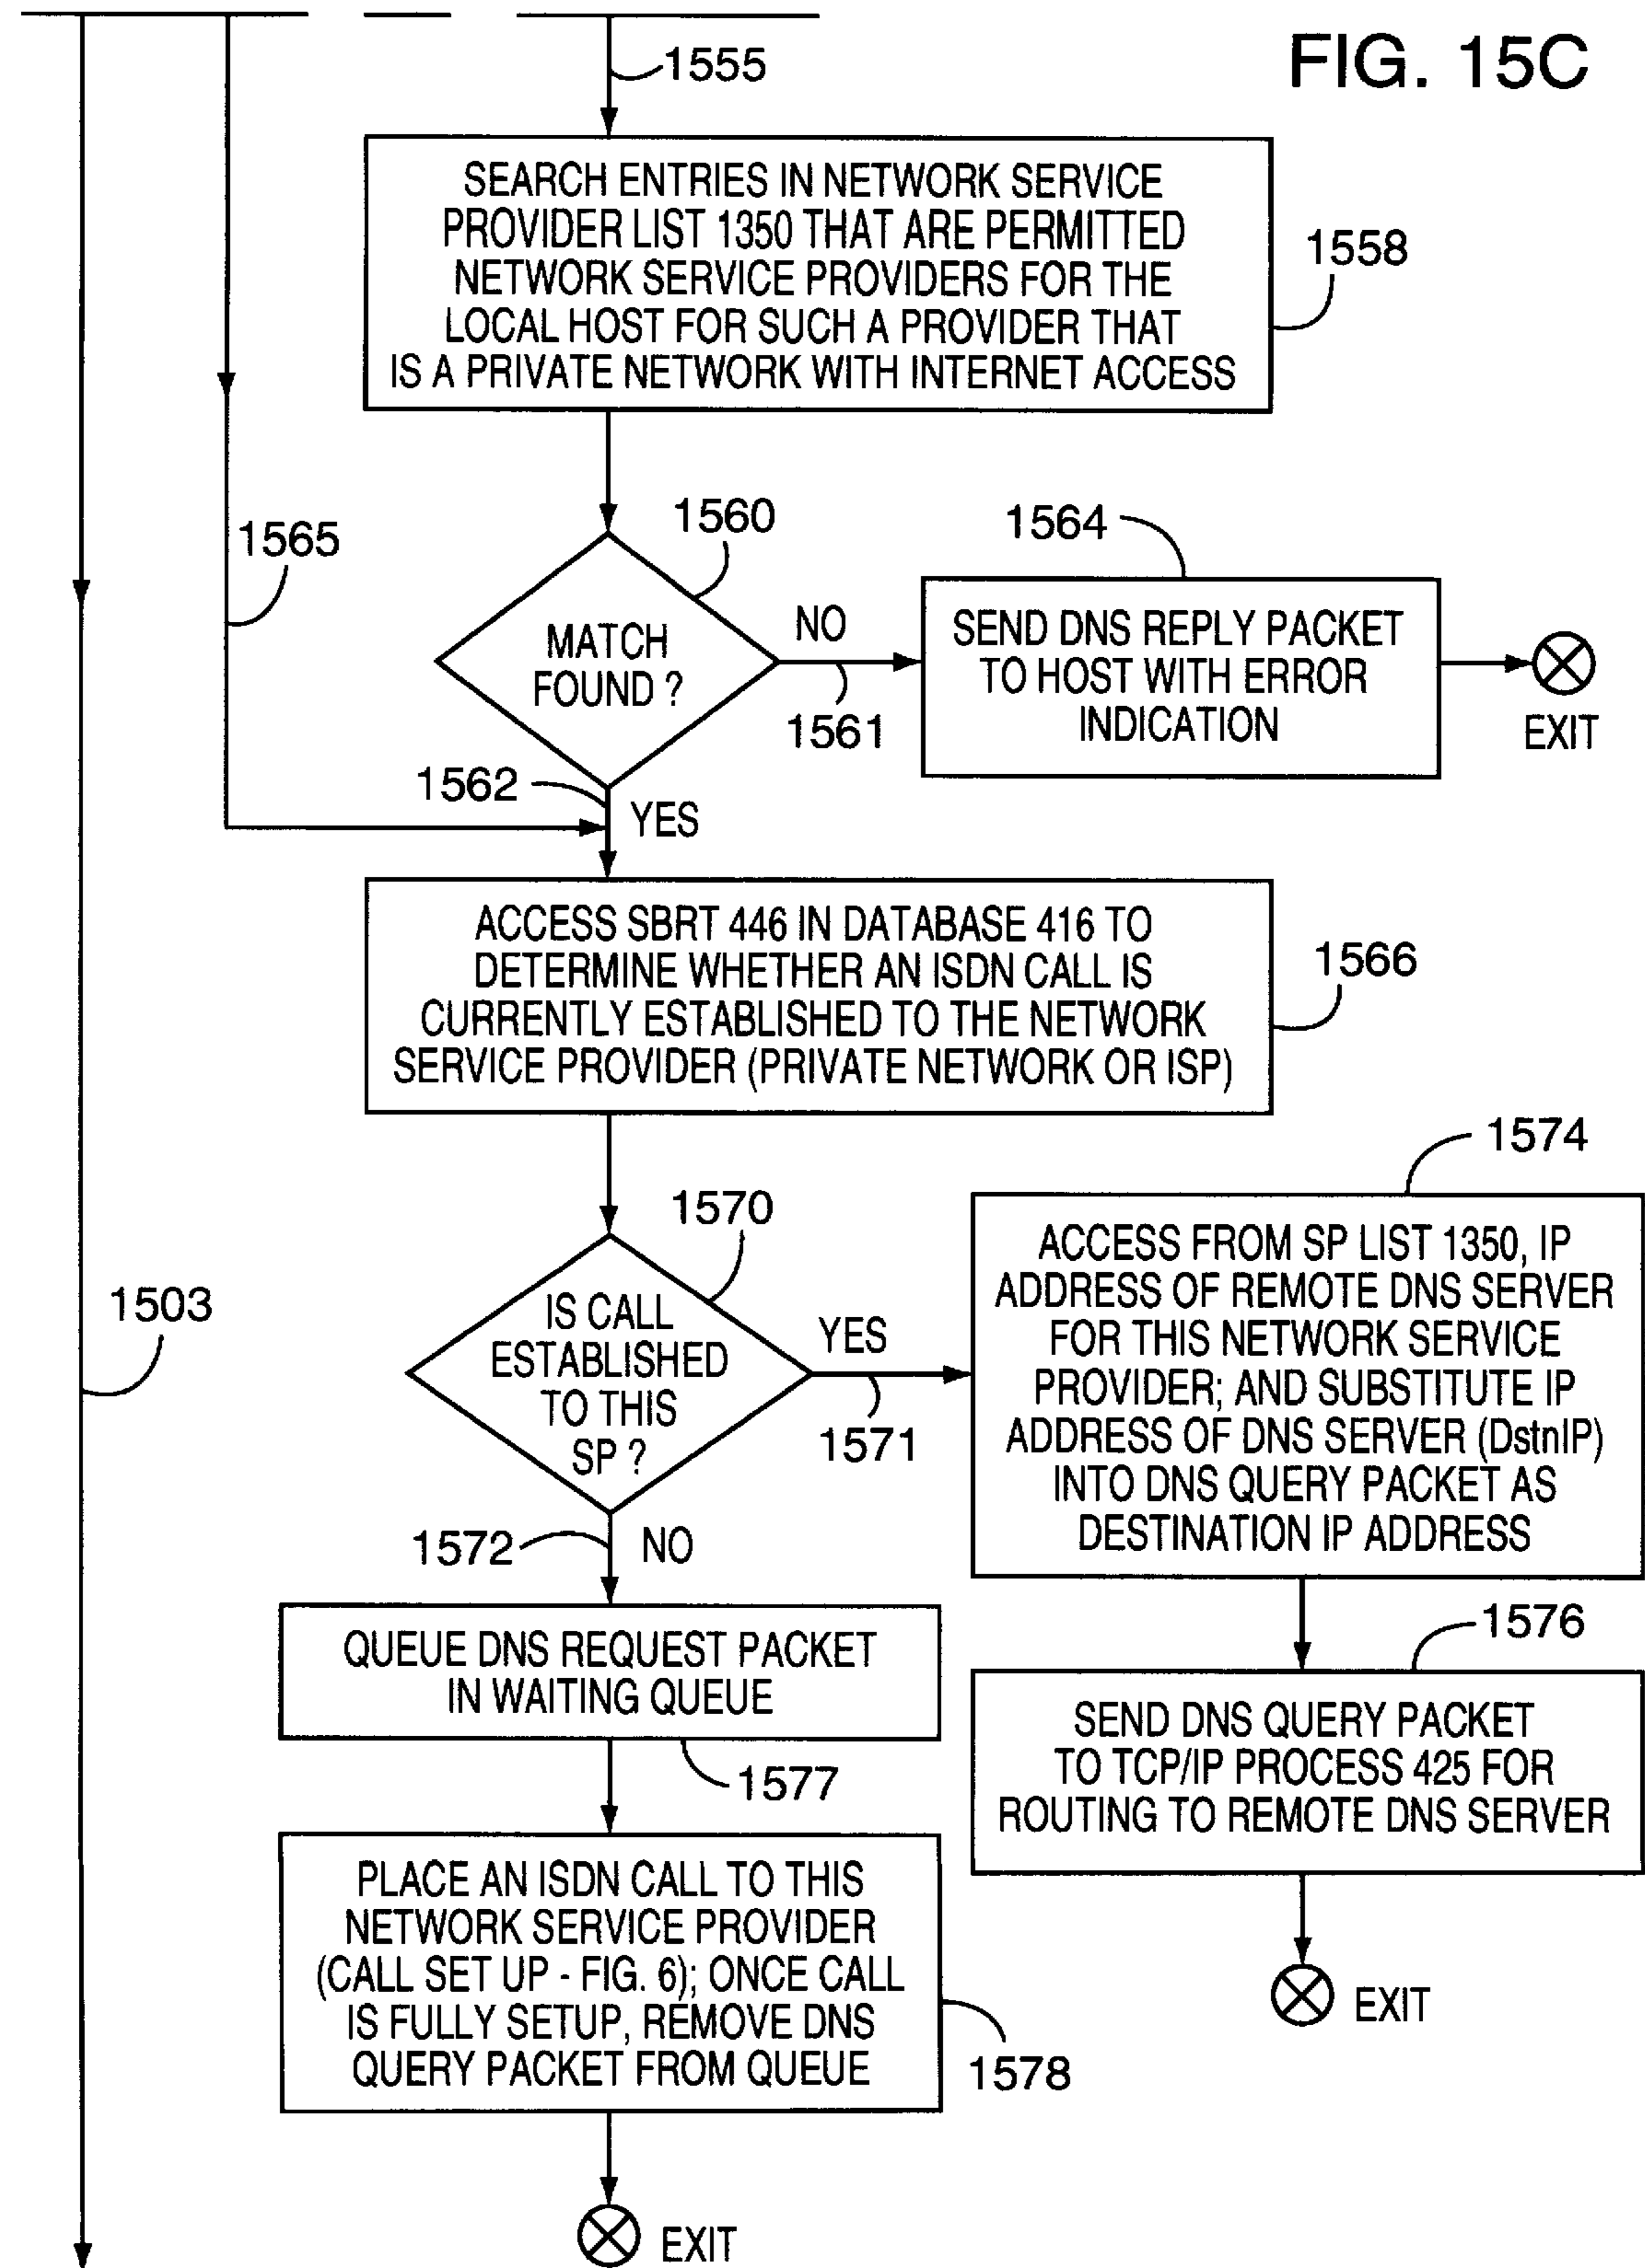 FIG. 15C
1555
SEARCH ENTRIES IN NETWORK SERVICE
PROVIDER LIST 1350 THAT ARE PERMITTED
NETWORK SERVICE PROVIDERS FOR THE
LOCAL HOST FOR SUCH A PROVIDER THAT
IS A PRIVATE NETWORK WITH INTERNET ACCESS
1558
1565
1560
MATCH
FOUND ?
NO
1561
1564
SEND DNS REPLY PACKET
TO HOST WITH ERROR
INDICATION
EXIT
1562
YES
ACCESS SBRT 446 IN DATABASE 416 TO
DETERMINE WHETHER AN ISDN CALL IS
CURRENTLY ESTABLISHED TO THE NETWORK
SERVICE PROVIDER (PRIVATE NETWORK OR ISP)
1566
1503
1570
IS CALL
ESTABLISHED
TO THIS
SP ?
YES
1571
1574
ACCESS FROM SP LIST 1350, IP
ADDRESS OF REMOTE DNS SERVER
FOR THIS NETWORK SERVICE
PROVIDER; AND SUBSTITUTE IP
ADDRESS OF DNS SERVER (DstnIP)
INTO DNS QUERY PACKET AS
DESTINATION IP ADDRESS
1572
NO
QUEUE DNS REQUEST PACKET
IN WAITING QUEUE
1577
1576
SEND DNS QUERY PACKET
TO TCP/IP PROCESS 425 FOR
ROUTING TO REMOTE DNS SERVER
EXIT
PLACE AN ISDN CALL TO THIS
NETWORK SERVICE PROVIDER
(CALL SET UP - FIG. 6); ONCE CALL
IS FULLY SETUP, REMOVE DNS
QUERY PACKET FROM QUEUE
1578
EXIT